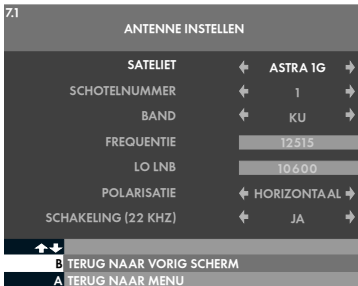 7.1
ANTENNE INSTELLEN
SATELIET ASTRA 1G
SCHOTELNUMMER 1
BAND KU
FREQUENTIE 12515
LO LNB 10600
POLARISATIE HORIZONTAAL
SCHAKELING (22 KHZ) JA
B TERUG NAAR VORIG SCHERM
A TERUG NAAR MENU